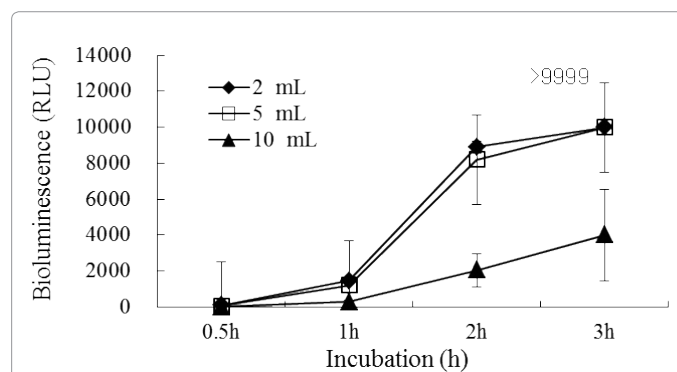 14000
12000
10000
8000
6000
4000
2000
0
Bioluminescence (RLU)
2 mL
5 mL
10 mL
>9999
0.5h 1h 2h 3h
Incubation (h)